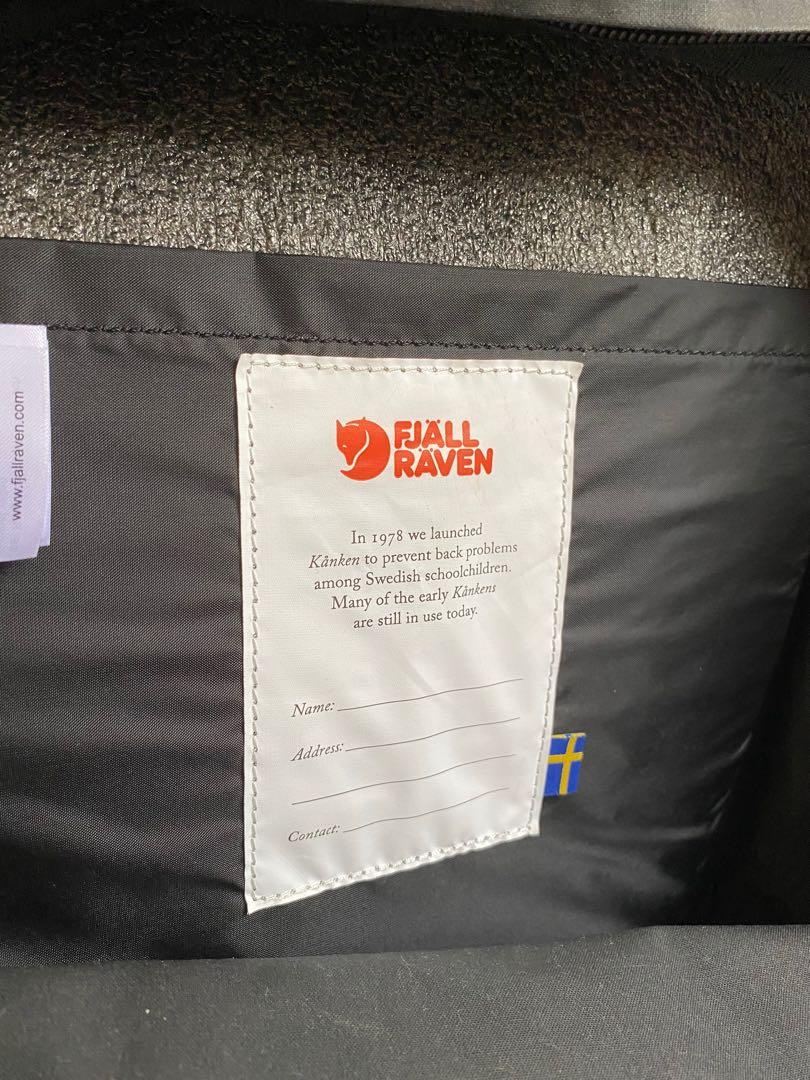 www.fjallraven.com
FJÄLL
RÄVEN
In 1978 we launched
Kånken to prevent back problems
among Swedish schoolchildren.
Many of the early Kånkens
are still in use today.
Name:
Address:
Contact: